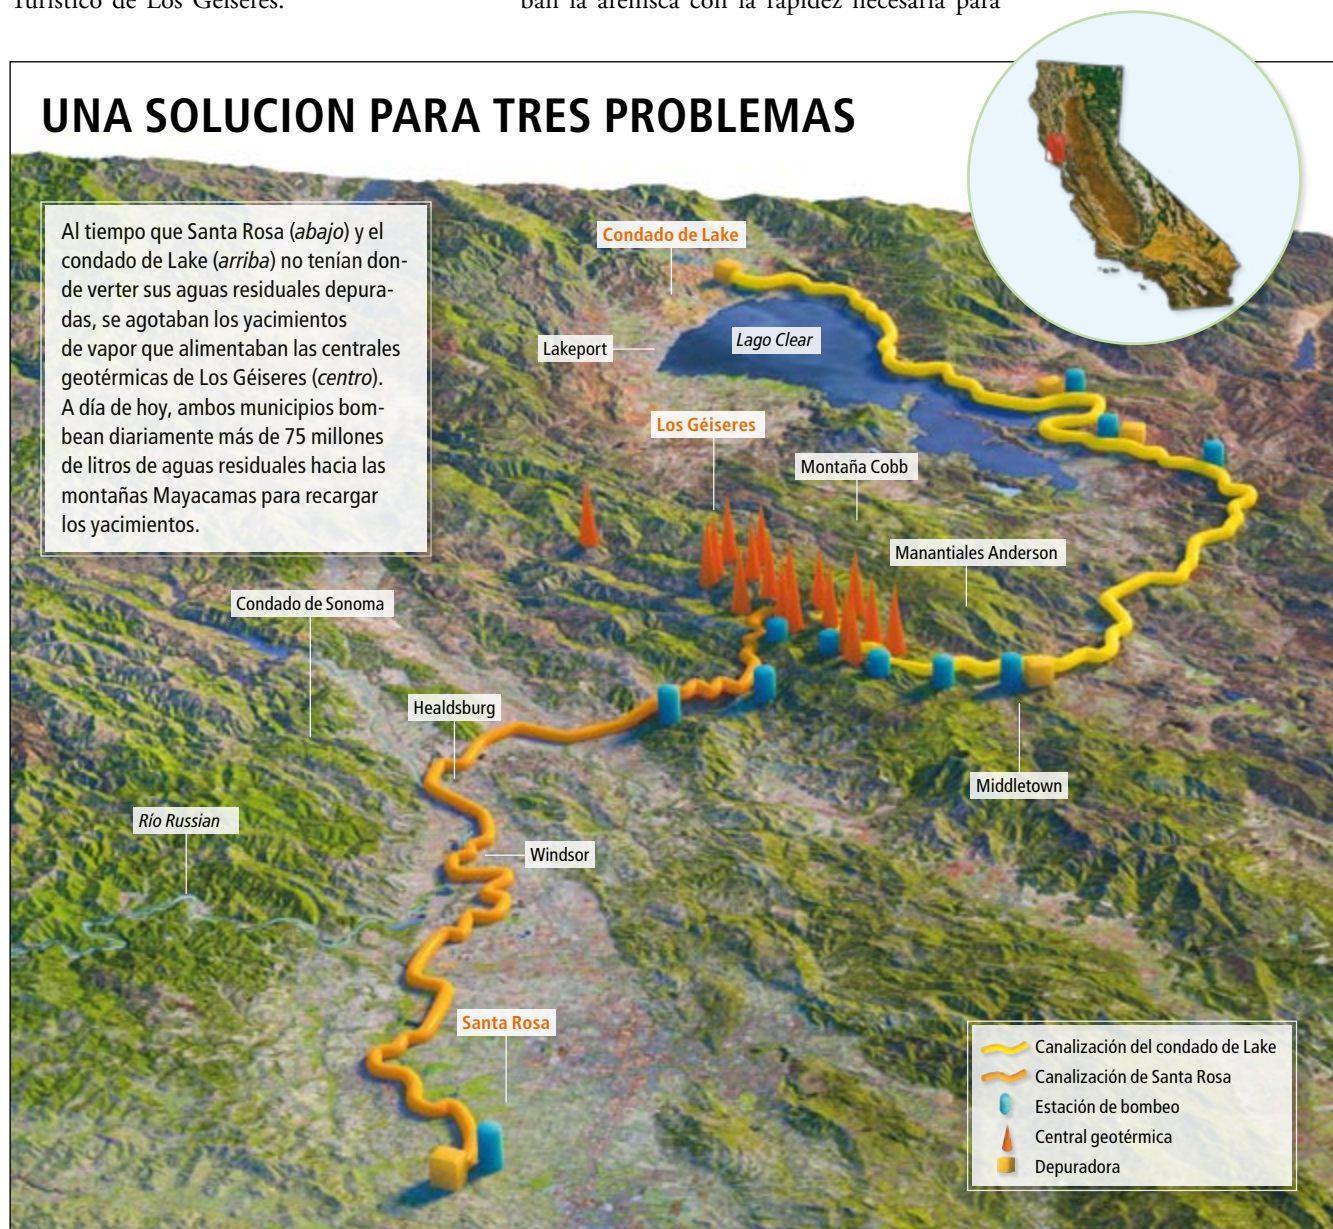 Turístico de Los Géiseres.
ban la arenisca con la rapidez necesaria para
UNA SOLUCION PARA TRES PROBLEMAS
Al tiempo que Santa Rosa (abajo) y el
condado de Lake (arriba) no tenían don-
de verter sus aguas residuales depura-
das, se agotaban los yacimientos
de vapor que alimentaban las centrales
geotérmicas de Los Géiseres (centro).
A día de hoy, ambos municipios bom-
bean diariamente más de 75 millones
de litros de aguas residuales hacia las
montañas Mayacamas para recargar
los yacimientos.
Condado de Lake
Lago Clear
Lakeport
Los Géiseres
Montaña Cobb
Manantiales Anderson
Condado de Sonoma
Healdsburg
Middletown
Río Russian
Windsor
Santa Rosa
Canalización del condado de Lake
Canalización de Santa Rosa
Estación de bombeo
Central geotérmica
Depuradora